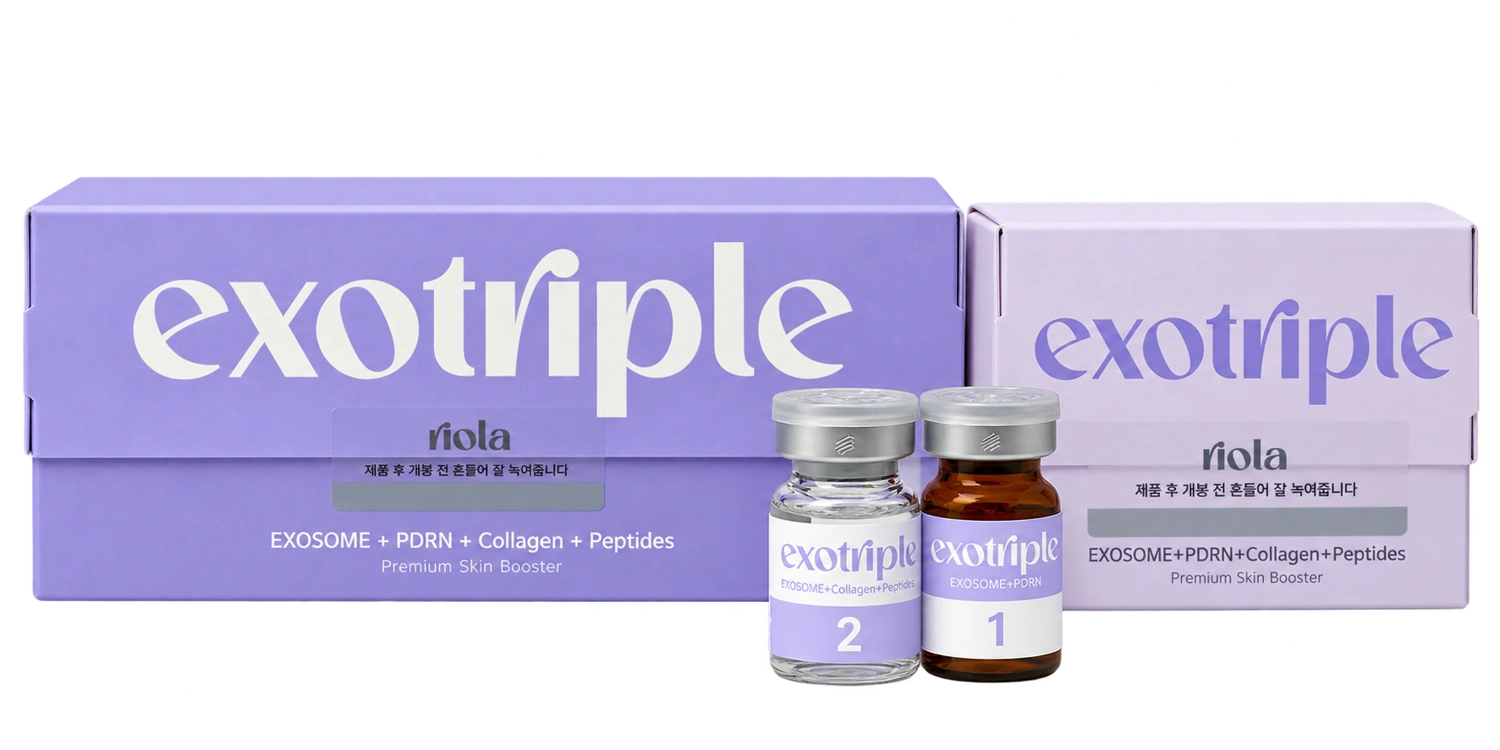 exotriple
riola
제품 후 개봉 전 흔들어 잘 녹여줍니다
EXOSOME + PDRN + Collagen + Peptides
Premium Skin Booster
exotriple
riola
제품 후 개봉 전 흔들어 잘 녹여줍니다
EXOSOME+PDRN+Collagen+Peptides
Premium Skin Booster
exotriple
EXOSOME+Collagen+Peptides
2
exotriple
EXOSOME+PDRN
1